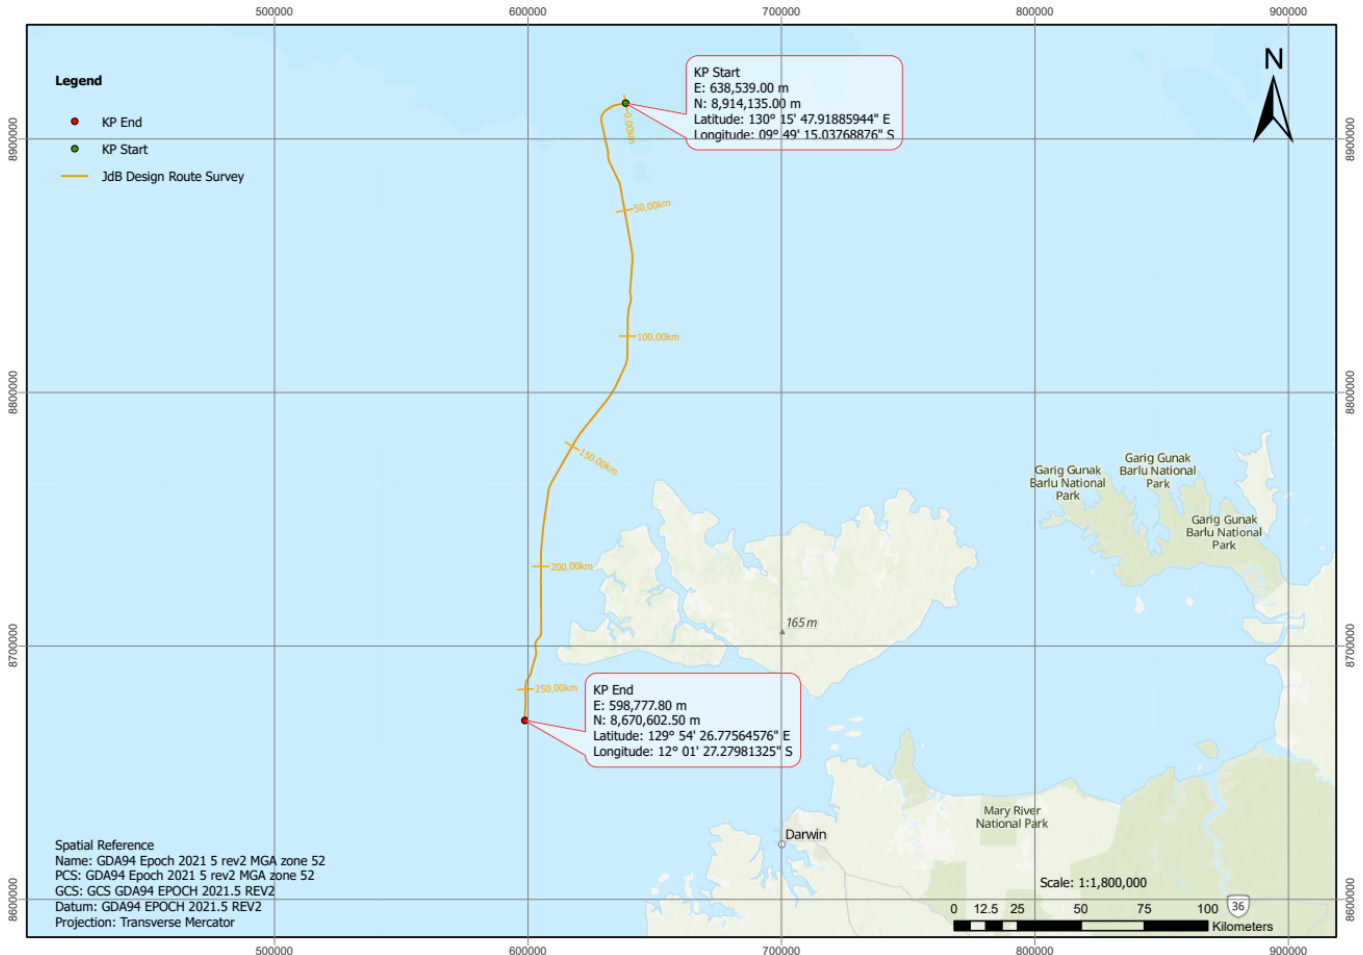 500000
600000
700000
800000
900000
Legend
KP End
KP Start
JdB Design Route Survey
KP Start
E: 638,539.00 m
N: 8,914,135.00 m
Latitude: 130° 15' 47.91885944" E
Longitude: 09° 49' 15.03768876" S
N
0.00km
8900000
8900000
50.00km
100.00km
8800000
8800000
150.00km
Garig Gunak
Barlu National
Park
Garig Gunak
Barlu National
Park
Garig Gunak
Barlu National
Park
200.00km
165 m
8700000
8700000
250.00km
KP End
E: 598,777.80 m
N: 8,670,602.50 m
Latitude: 129° 54' 26.77564576" E
Longitude: 12° 01' 27.27981325" S
Mary River
National Park
Darwin
Spatial Reference
Name: GDA94 Epoch 2021 5 rev2 MGA zone 52
PCS: GDA94 Epoch 2021 5 rev2 MGA zone 52
GCS: GCS GDA94 EPOCH 2021.5 REV2
Datum: GDA94 EPOCH 2021.5 REV2
Projection: Transverse Mercator
Scale: 1:1,800,000
0 12.5 25 50 75 100
Kilometers
36
8600000
8600000
500000
600000
700000
800000
900000